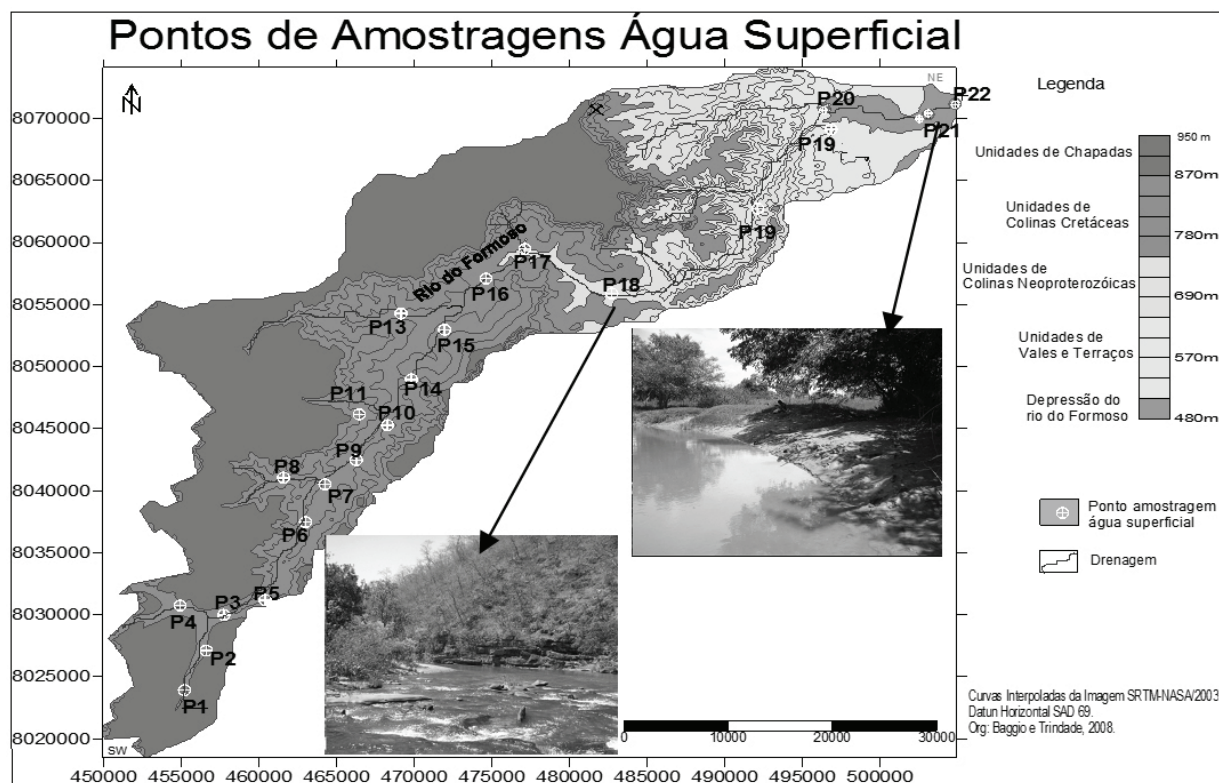 Pontos de Amostragens Água Superficial
N
NE
SW
8070000
8065000
8060000
8055000
8050000
8045000
8040000
8035000
8030000
8025000
8020000
450000 455000 460000 465000 470000 475000 480000 485000 490000 495000 500000
P22
P20
P21
P19
P19
Rio do Formoso
P17
P18
P16
P13
P15
P14
P11
P10
P9
P8
P7
P6
P5
P3
P4
P2
P1
0 10000 20000 30000
Legenda
950 m
Unidades de Chapadas
870m
Unidades de
Colinas Cretáceas
780m
Unidades de
Colinas Neoproterozóicas
690m
Unidades de
Vales e Terraços
570m
Depressão do
rio do Formoso
480m
Ponto amostragem
água superficial
Drenagem
Curvas Interpoladas da Imagem SRTM-NASA/2003
Datun Horizontal SAD 69.
Org: Baggio e Trindade, 2008.